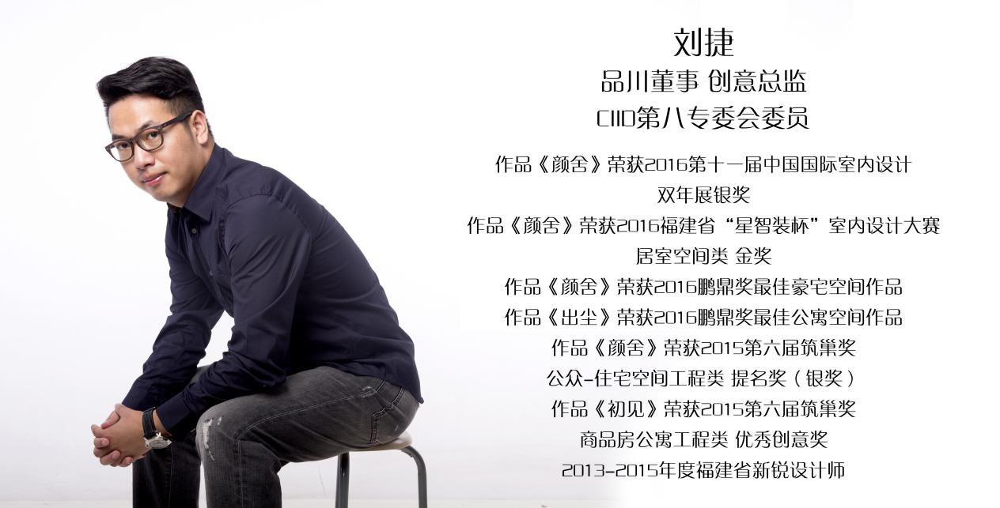 刘捷
品川董事 创意总监
CIID第八专委会委员
作品《颜舍》荣获2016第十一届中国国际室内设计
双年展银奖
作品《颜舍》荣获2016福建省“星智装杯”室内设计大赛
居室空间类 金奖
作品《颜舍》荣获2016鹏鼎奖最佳豪宅空间作品
作品《出尘》荣获2016鹏鼎奖最佳公寓空间作品
作品《颜舍》荣获2015第六届筑巢奖
公众-住宅空间工程类 提名奖（银奖）
作品《初见》荣获2015第六届筑巢奖
商品房公寓工程类 优秀创意奖
2013-2015年度福建省新锐设计师